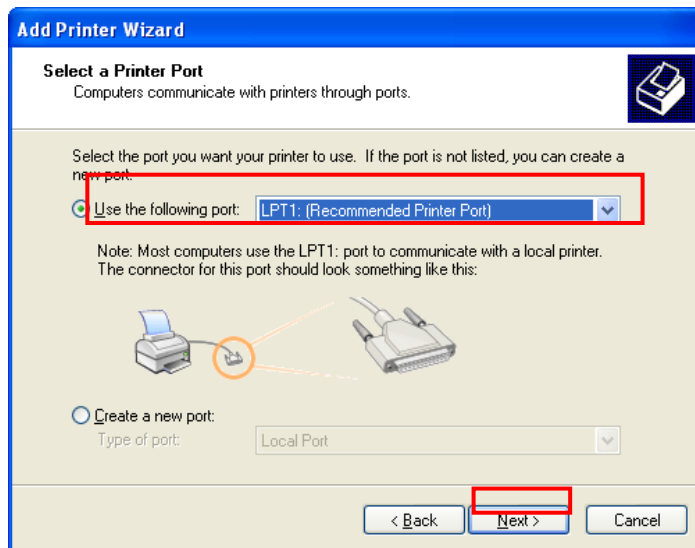 Add Printer Wizard
Select a Printer Port
Computers communicate with printers through ports.
Select the port you want your printer to use. If the port is not listed, you can create a
new port.
Use the following port: LPT1: (Recommended Printer Port)
Note: Most computers use the LPT1: port to communicate with a local printer.
The connector for this port should look something like this:
Create a new port:
Type of port: Local Port
< Back Next > Cancel